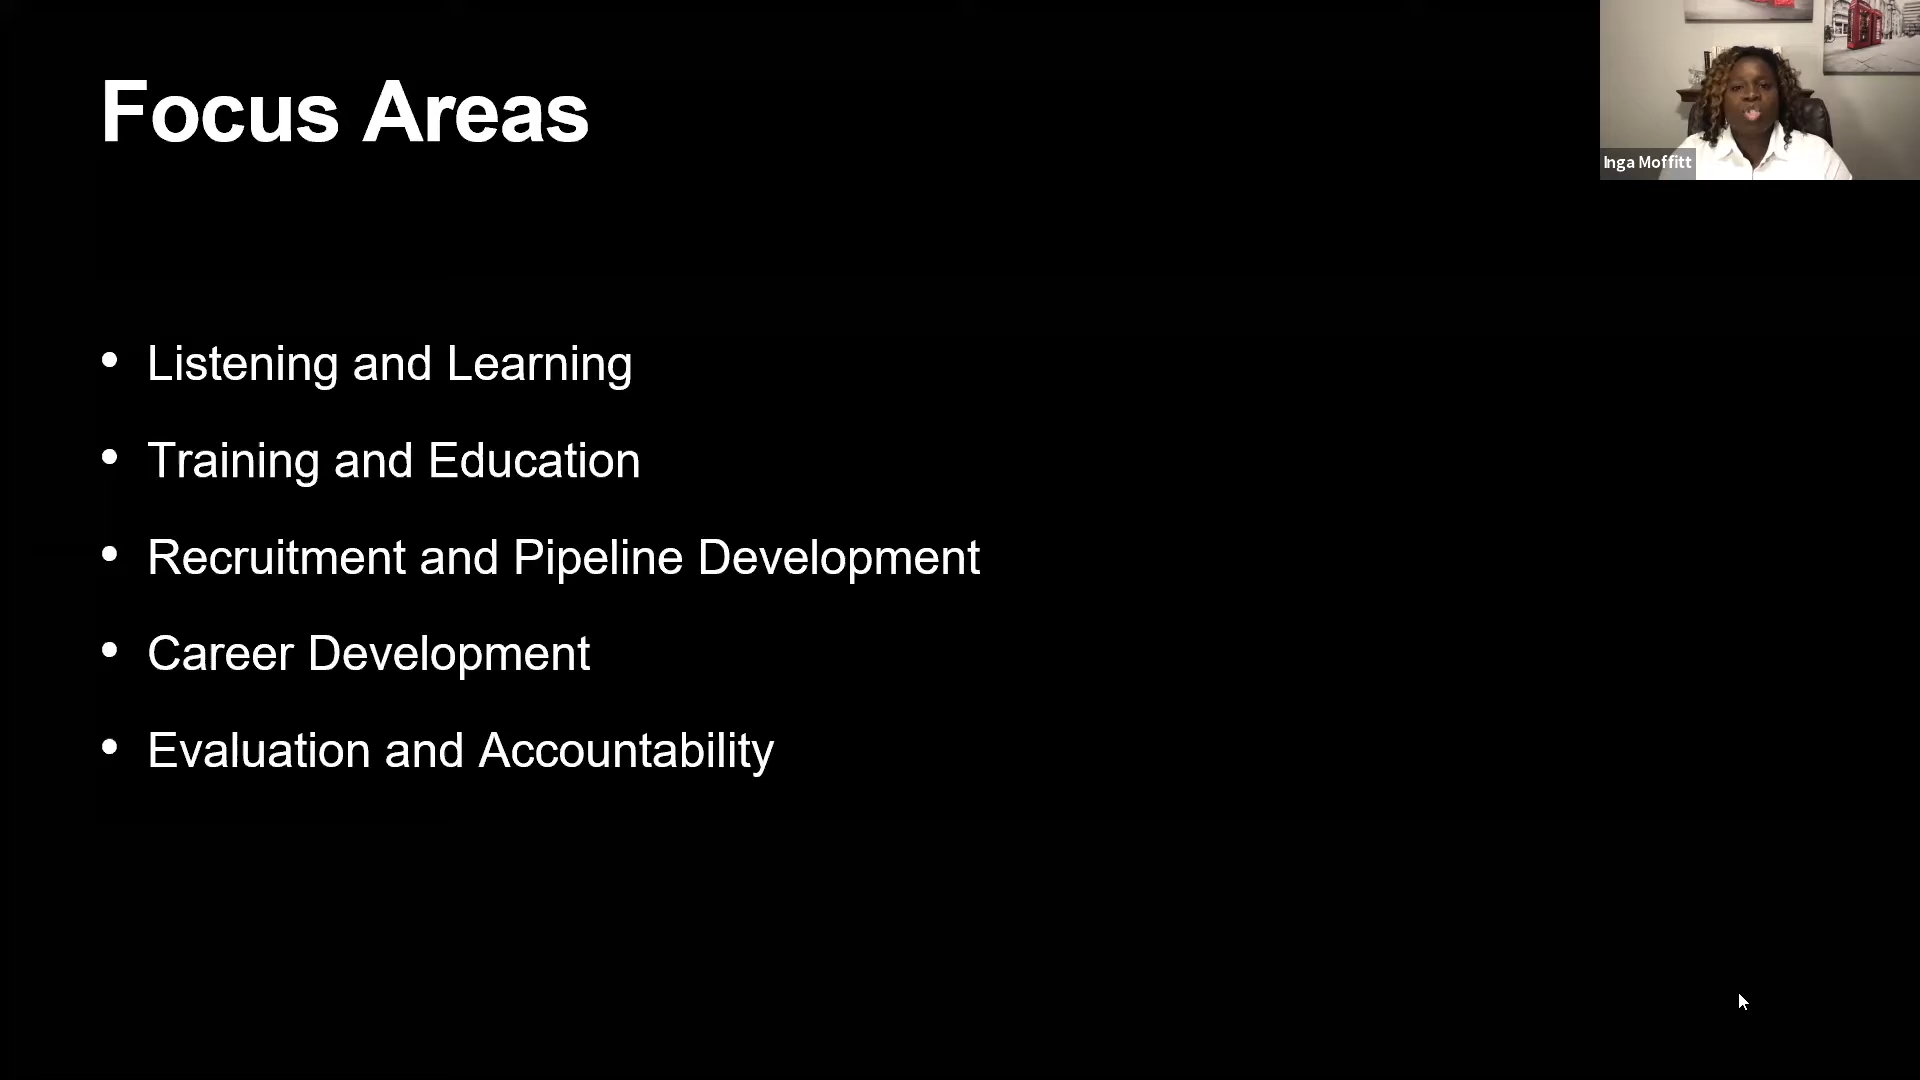 Focus Areas
Inga Moffitt
• Listening and Learning
• Training and Education
• Recruitment and Pipeline Development
• Career Development
• Evaluation and Accountability